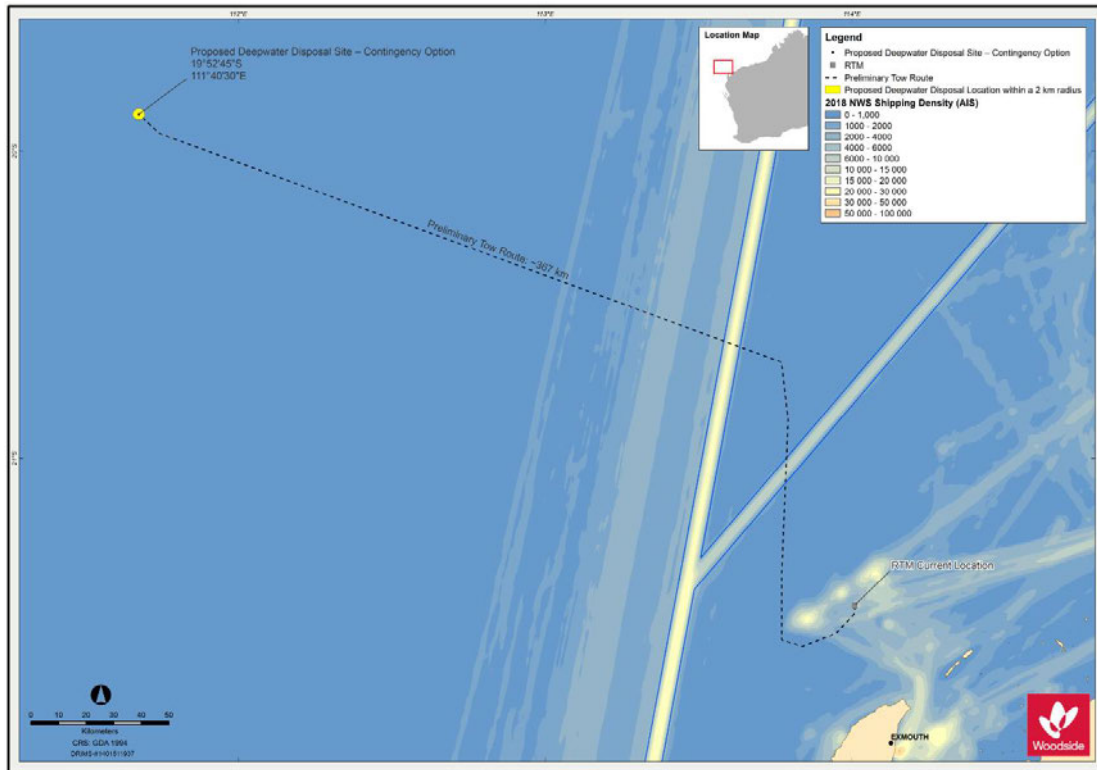 112°E
113°E
114°E
Proposed Deepwater Disposal Site – Contingency Option
19°52'45"S
111°40'30"E
Location Map
Legend
Proposed Deepwater Disposal Site – Contingency Option
RTM
Preliminary Tow Route
Proposed Deepwater Disposal Location within a 2 km radius
2018 NWS Shipping Density (AIS)
0 - 1,000
1000 - 2000
2000 - 4000
4000 - 6000
6000 - 10 000
10 000 - 15 000
15 000 - 20 000
20 000 - 30 000
30 000 - 50 000
50 000 - 100 000
20°S
Preliminary Tow Route: ~367 km
21°S
RTM Current Location
0 10 20 30 40 50
Kilometers
CRS: GDA 1994
EXMOUTH
Woodside